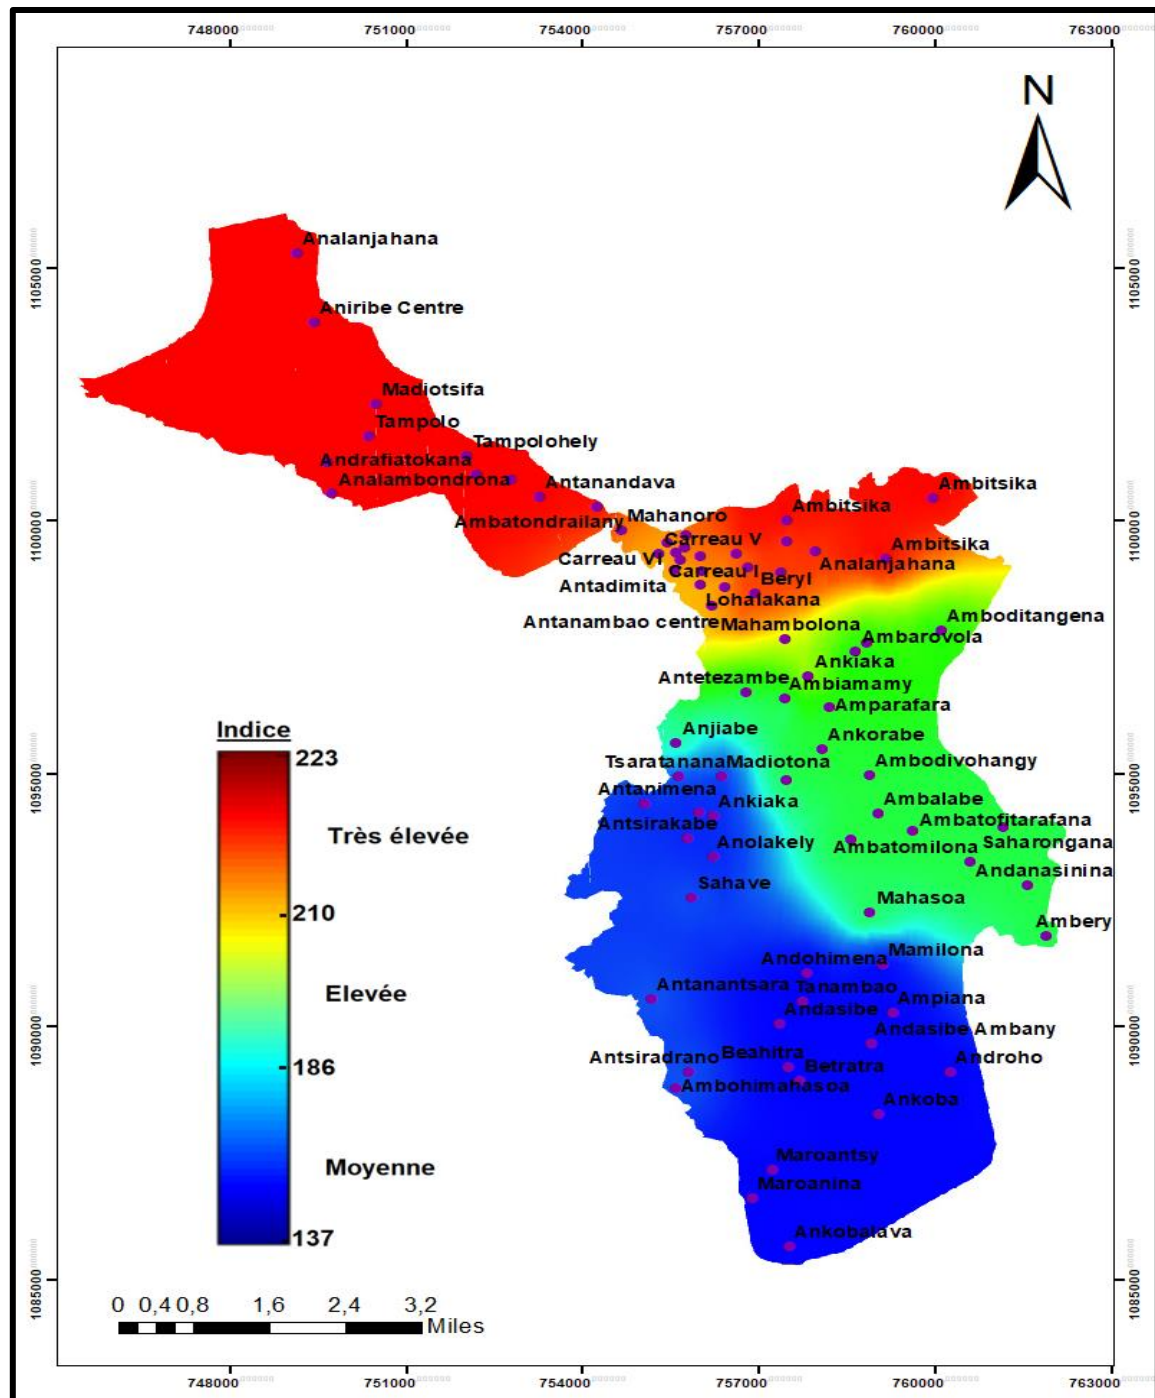 748000 751000 754000 757000 760000 763000
N
1105000 1105000
1100000 1100000
1095000 1095000
1090000 1090000
1085000 1085000
Analanjahana
Aniribe Centre
Madiotsifa
Tampolo
Tampolohely
Andrafiatokana
Analambondrona
Antanandava
Ambitsika
Ambatondrailany
Mahanoro
Ambitsika
Carreau V
Ambitsika
Carreau VI
Analanjahana
Carreau I
Antadimita
Beryl
Lohalakana
Antanambao centre
Mahambolona
Amboditangena
Ambarovola
Ankiaka
Antetezambe
Ambiamamy
Amparafara
Anjiabe
Ankorabe
Tsaratanana
Madiotona
Ambodivohangy
Antanimena
Ankiaka
Ambalabe
Antsirakabe
Ambatofitarafana
Anolakely
Ambatomilona
Saharongana
Andanasinina
Sahave
Mahasoa
Ambery
Mamilona
Andohimena
Antanantsara
Tanambao
Ampiana
Andasibe
Andasibe Ambany
Antsiradrano
Beahitra
Betratra
Androho
Ambohimahasoa
Ankoba
Maroantsy
Maroanina
Ankobalava
Indice
223
Très élevée
210
Elevée
186
Moyenne
137
0 0,4 0,8 1,6 2,4 3,2
Miles
748000 751000 754000 757000 760000 763000